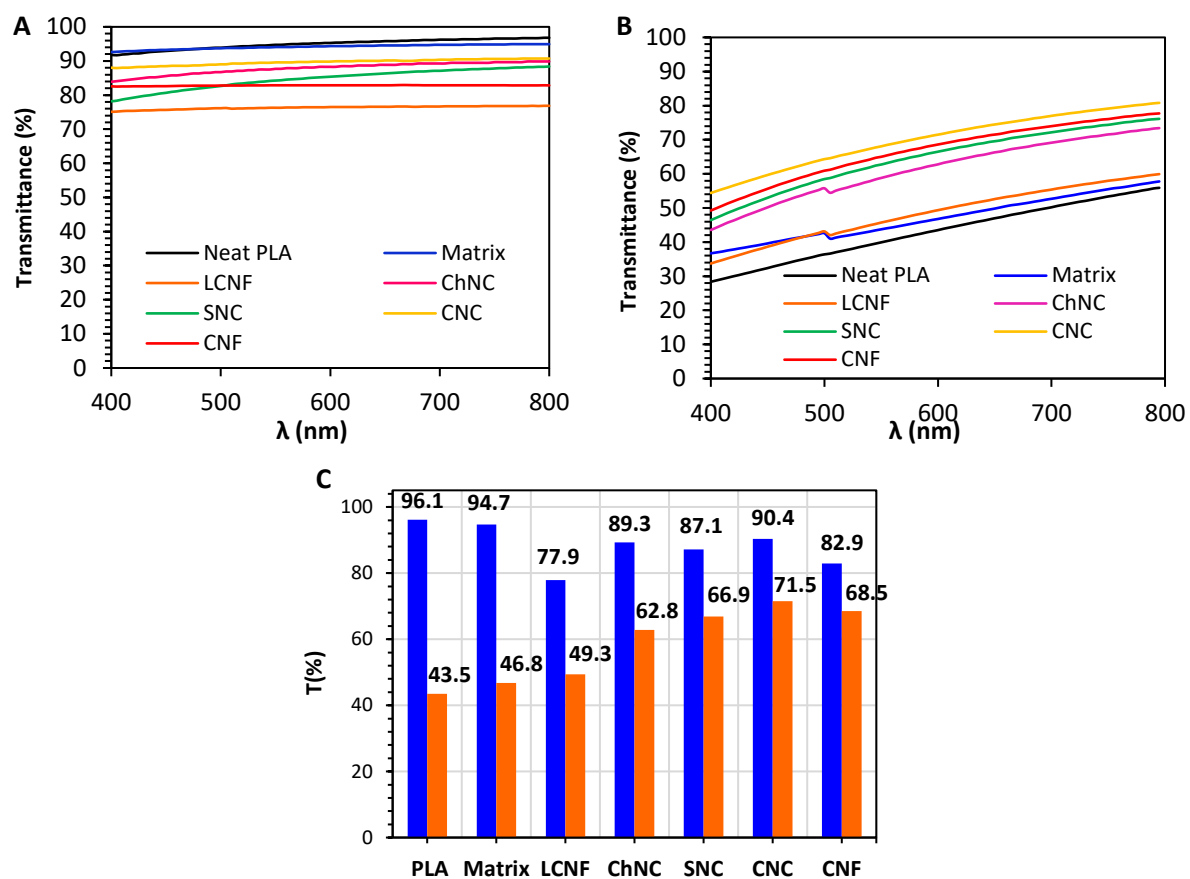 A
Transmittance (%)
100
90
80
70
60
50
40
30
20
10
0
Neat PLA
Matrix
LCNF
ChNC
SNC
CNC
CNF
400
500
600
700
800
λ (nm)
B
Transmittance (%)
100
90
80
70
60
50
40
30
20
10
0
Neat PLA
Matrix
LCNF
ChNC
SNC
CNC
CNF
400
500
600
700
800
λ (nm)
C
T(%)
100
80
60
40
20
0
96.1
43.5
94.7
46.8
77.9
49.3
89.3
62.8
87.1
66.9
90.4
71.5
82.9
68.5
PLA Matrix LCNF ChNC SNC CNC CNF